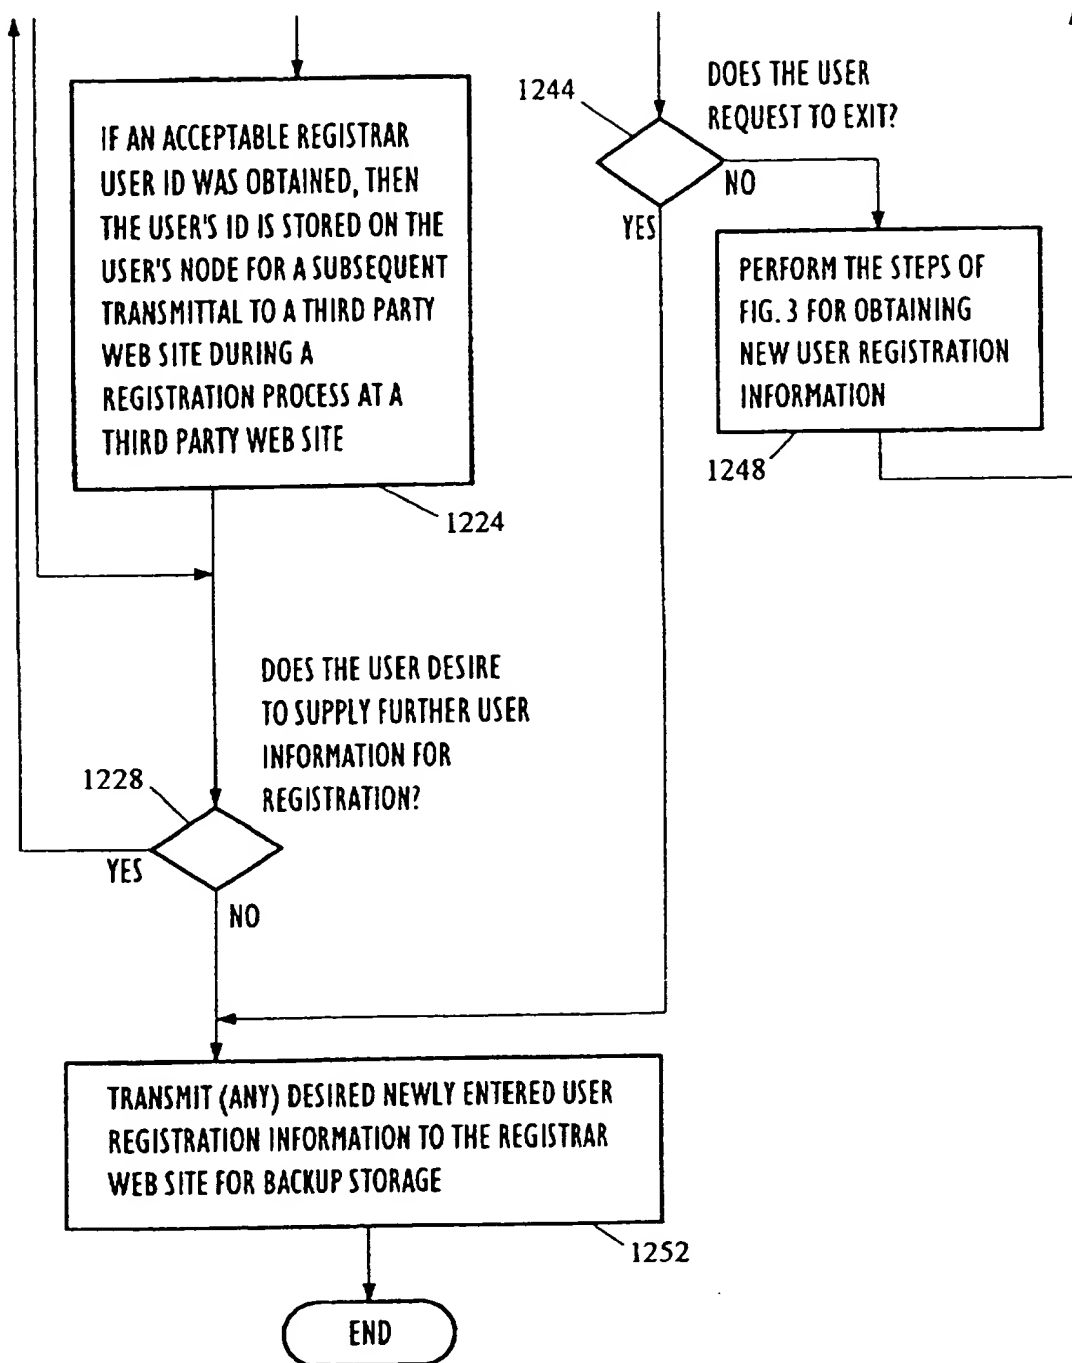 IF AN ACCEPTABLE REGISTRAR
USER ID WAS OBTAINED, THEN
THE USER'S ID IS STORED ON THE
USER'S NODE FOR A SUBSEQUENT
TRANSMITTAL TO A THIRD PARTY
WEB SITE DURING A
REGISTRATION PROCESS AT A
THIRD PARTY WEB SITE
1224
1244
DOES THE USER
REQUEST TO EXIT?
NO
YES
PERFORM THE STEPS OF
FIG. 3 FOR OBTAINING
NEW USER REGISTRATION
INFORMATION
1248
DOES THE USER DESIRE
TO SUPPLY FURTHER USER
INFORMATION FOR
REGISTRATION?
1228
YES
NO
TRANSMIT (ANY) DESIRED NEWLY ENTERED USER
REGISTRATION INFORMATION TO THE REGISTRAR
WEB SITE FOR BACKUP STORAGE
1252
END